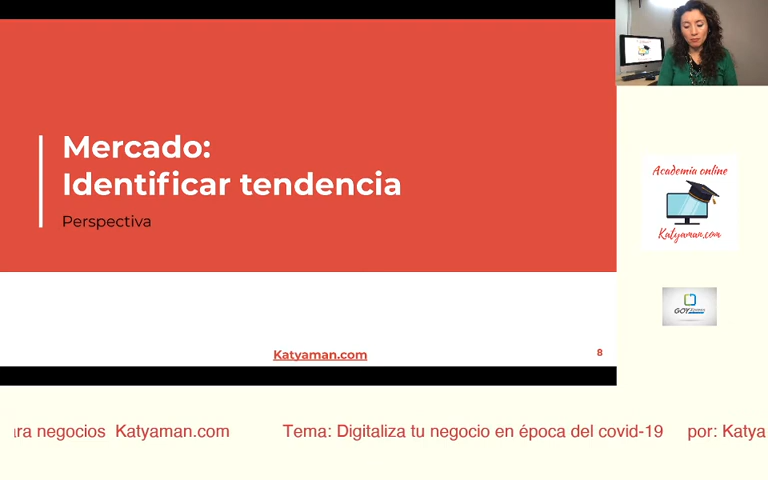 Mercado:
Identificar tendencia
Perspectiva
Katyaman.com
8
Academia online
Katyaman.com
ra negocios Katyaman.com
Tema: Digitaliza tu negocio en época del covid-19
por: Katya